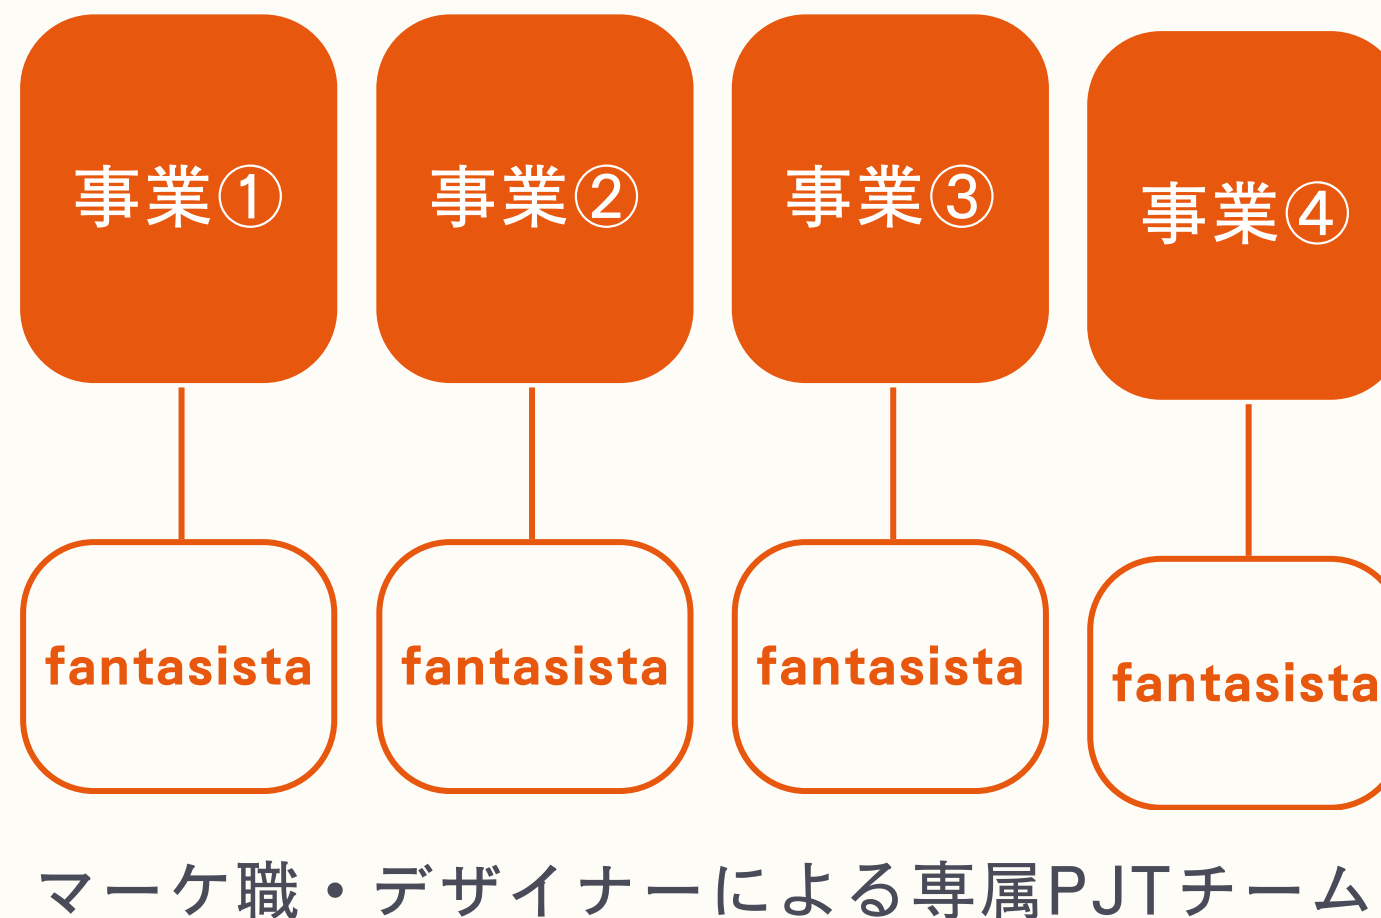 事業①
事業②
事業③
事業④
fantasista
fantasista
fantasista
fantasista
マーケ職・デザイナーによる専属PJTチーム